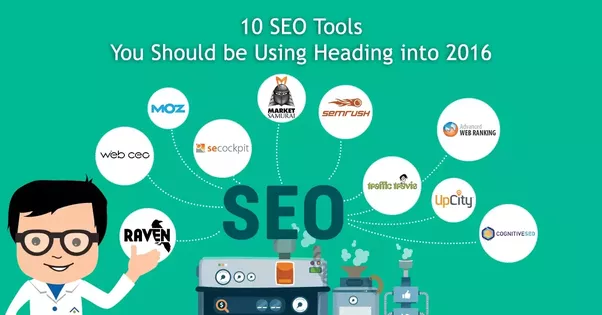 10 SEO Tools
You Should be Using Heading into 2016
MOZ
MARKET
SAMURAI
SEMRUSH
Advanced
WEB RANKING
WEB CEO
secockpit
traffic travis
UpCity
RAVEN
SEO
COGNITIVESEO
$